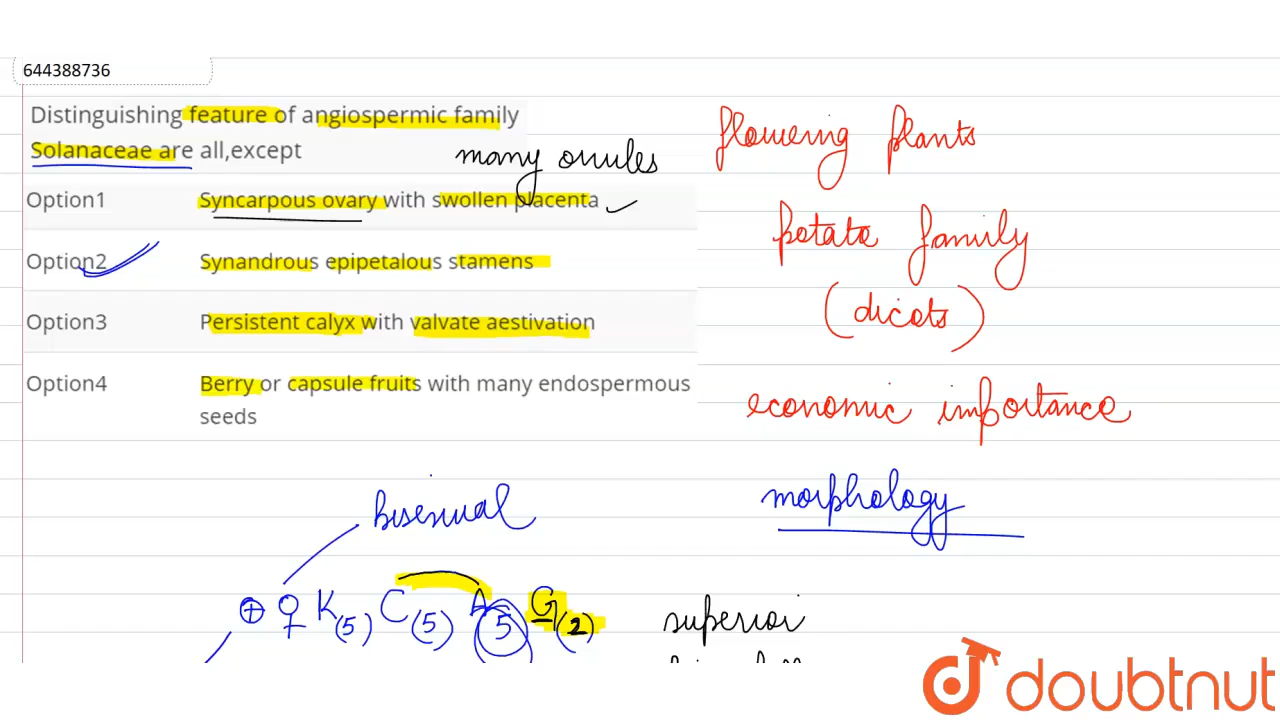 644388736
Distinguishing feature of angiospermic family
Solanaceae are all,except
many ovules
Option1 Syncarpous ovary with swollen placenta
Option2 Synandrous epipetalous stamens
Option3 Persistent calyx with valvate aestivation
Option4 Berry or capsule fruits with many endospermous
seeds
flowering plants
potato family
(dicots)
economic importance
morphology
bisexual
⊕ ♀ K(5) C(5) A5 G(2)
superior
doubtnut